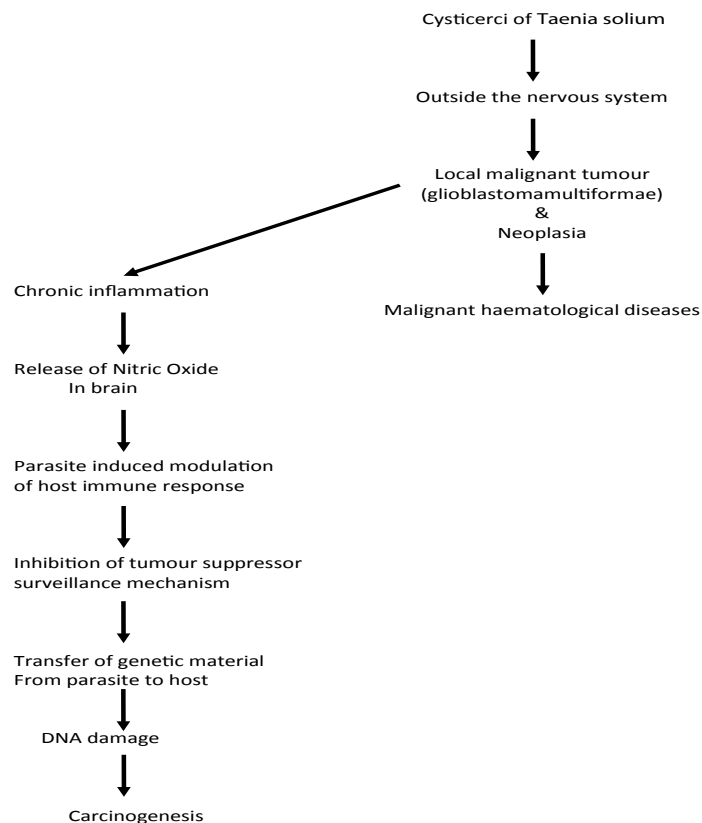 Cysticerci of Taenia solium
Outside the nervous system
Local malignant tumour
(glioblastomamultiformae)
&
Neoplasia
Malignant haematological diseases
Chronic inflammation
Release of Nitric Oxide
In brain
Parasite induced modulation
of host immune response
Inhibition of tumour suppressor
surveillance mechanism
Transfer of genetic material
From parasite to host
DNA damage
Carcinogenesis